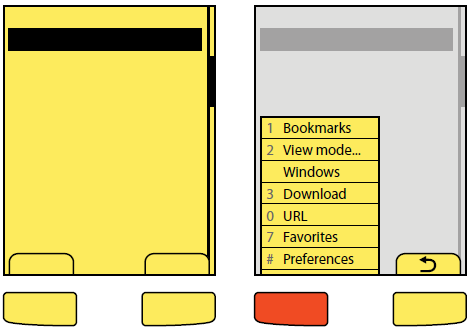 1 Bookmarks
2 View mode...
Windows
3 Download
0 URL
7 Favorites
# Preferences